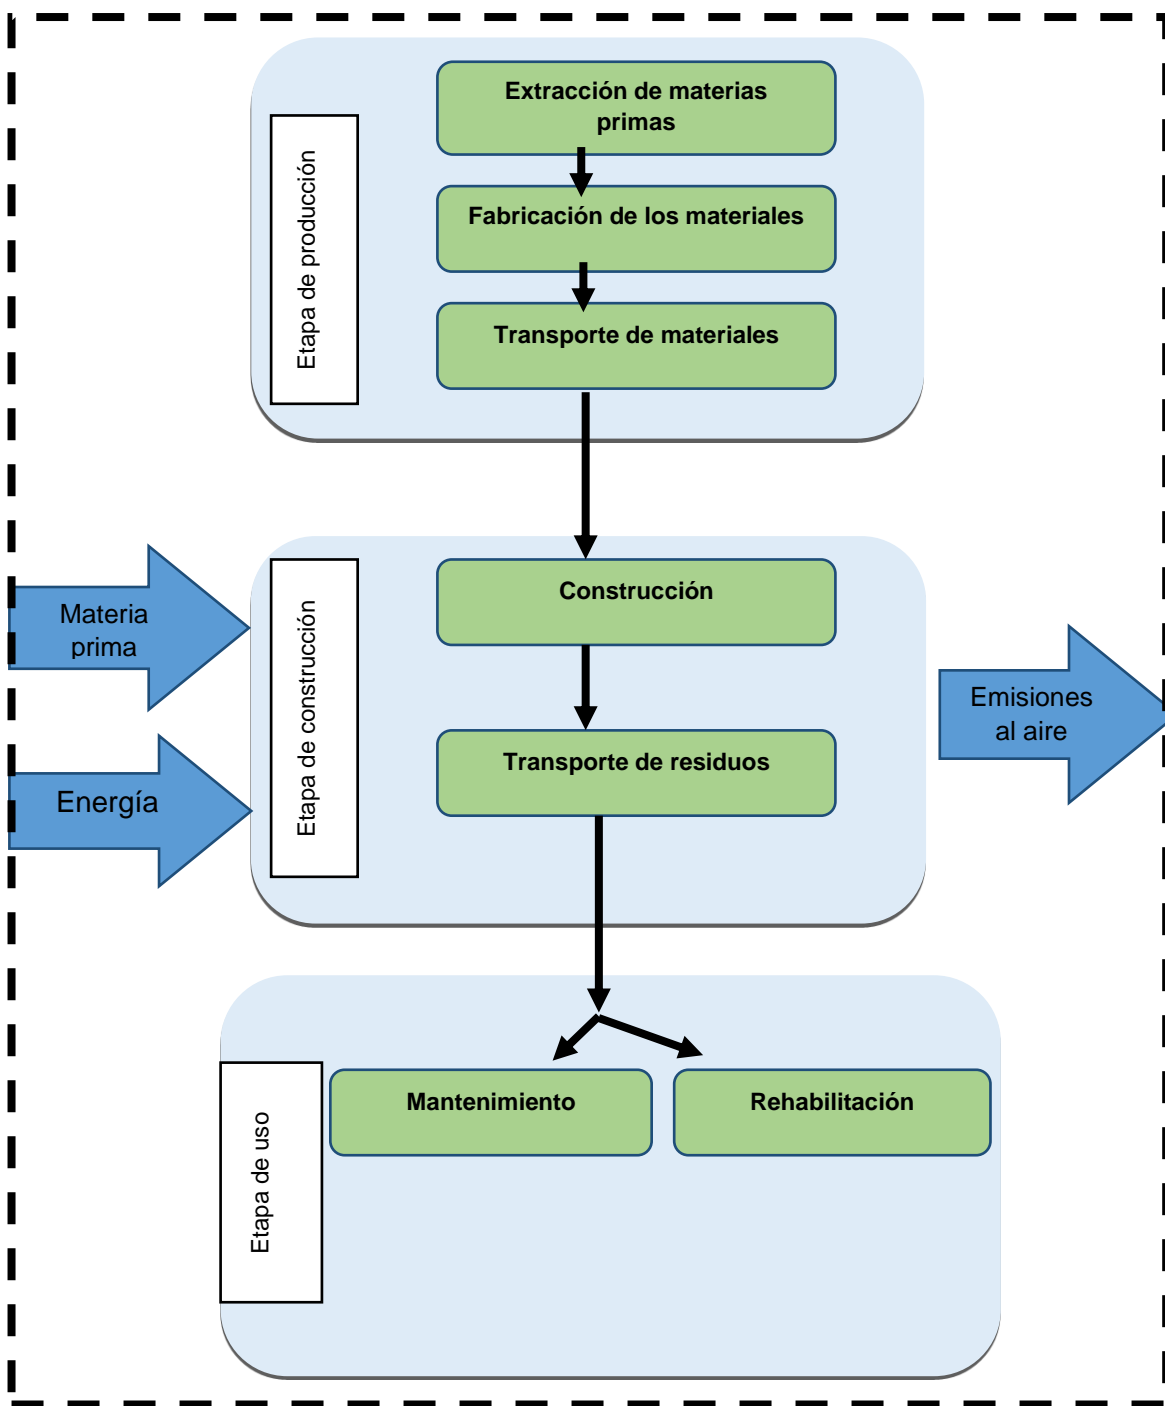 Extracción de materias
primas
Etapa de producción
Fabricación de los materiales
Transporte de materiales
Materia
prima
Energía
Etapa de construcción
Construcción
Transporte de residuos
Emisiones
al aire
Etapa de uso
Mantenimiento
Rehabilitación